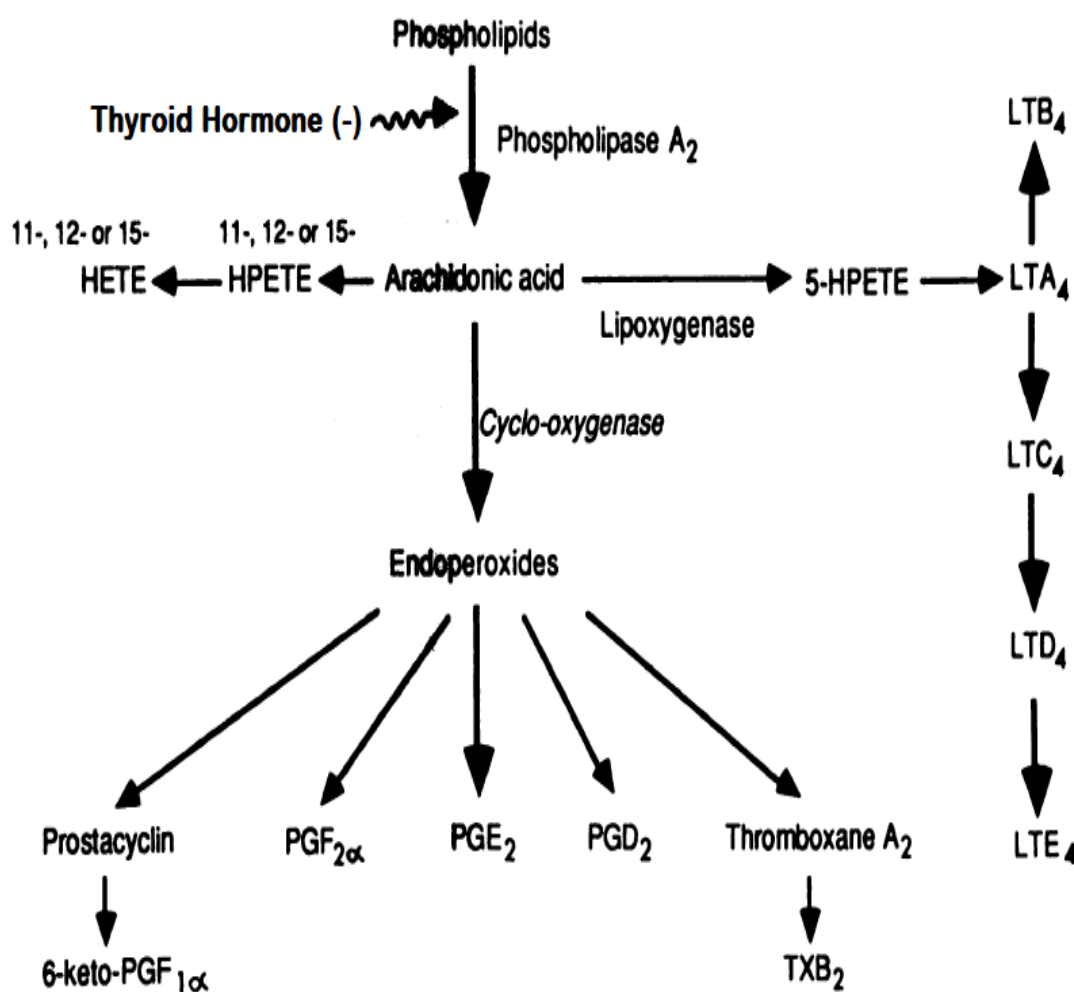 Phospholipids
Thyroid Hormone (-)
Phospholipase A₂
LTB₄
11-, 12- or 15-
11-, 12- or 15-
HETE
HPETE
Arachidonic acid
5-HPETE
LTA₄
Lipoxygenase
Cyclo-oxygenase
LTC₄
Endoperoxides
LTD₄
Prostacyclin
PGF₂α
PGE₂
PGD₂
Thromboxane A₂
LTE₄
6-keto-PGF₁α
TXB₂